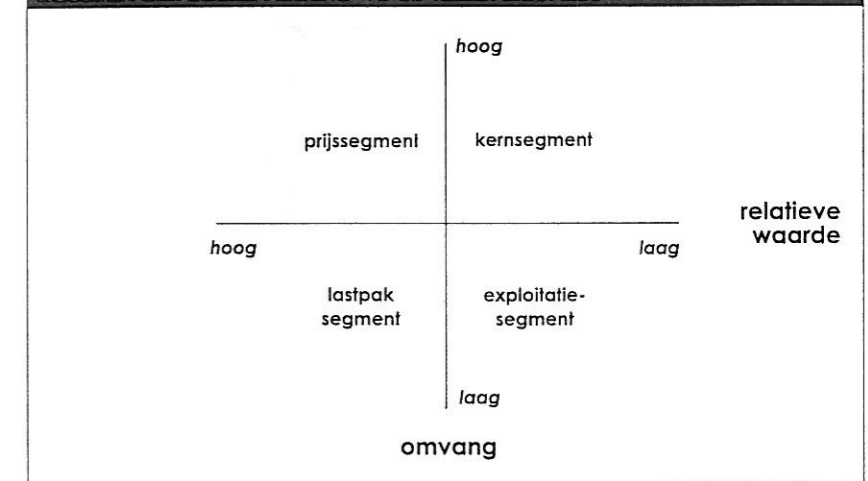 hoog
prijssegment
kernsegment
relatieve
waarde
hoog
laag
lastpak
segment
exploitatie-
segment
laag
omvang